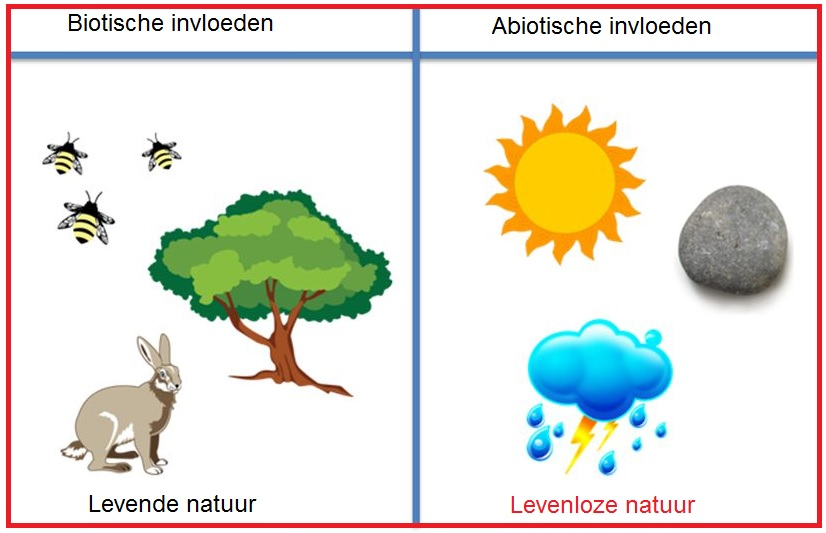 Biotische invloeden
Abiotische invloeden
Levende natuur
Levenloze natuur